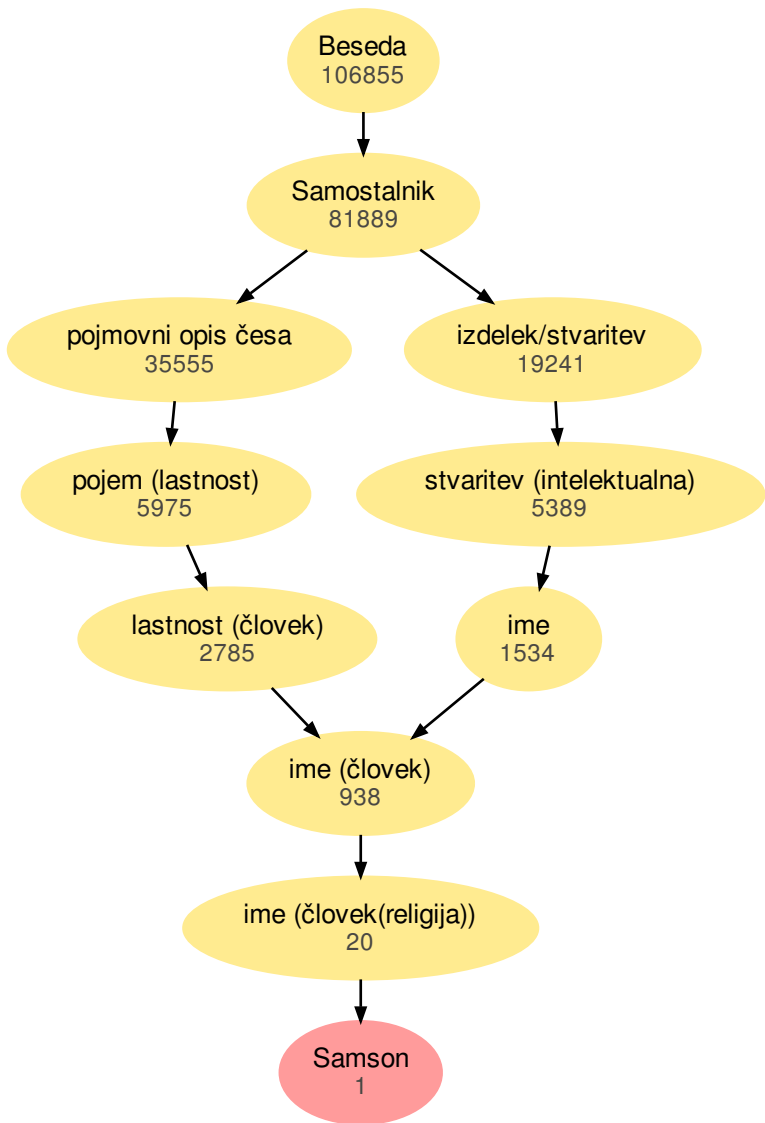 Beseda
106855
Samostalnik
81889
pojmovni opis česa
35555
izdelek/stvaritev
19241
pojem (lastnost)
5975
stvaritev (intelektualna)
5389
lastnost (človek)
2785
ime
1534
ime (človek)
938
ime (človek(religija))
20
Samson
1